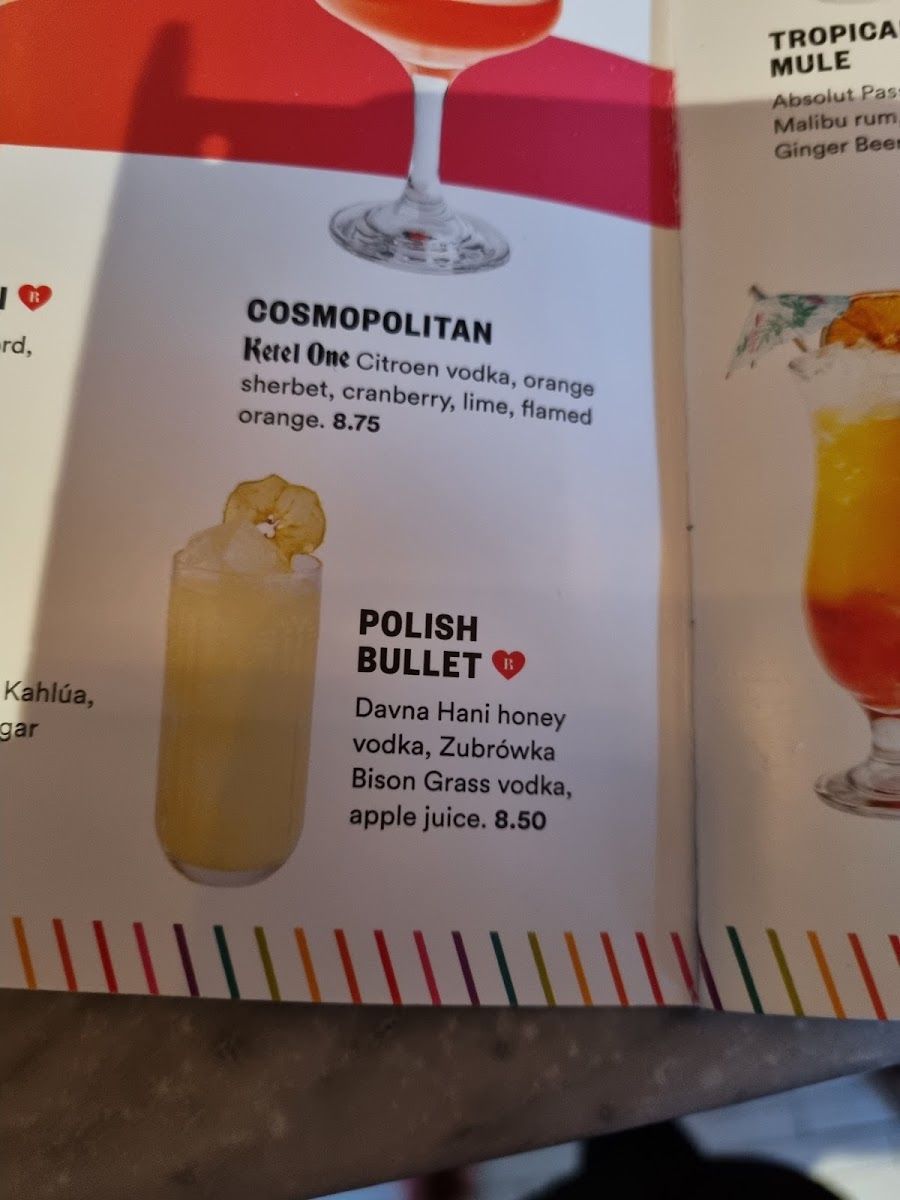 TROPICA
MULE
Absolut Pas
Malibu rum,
Ginger Bee
R
rd,
COSMOPOLITAN
Ketel One Citroen vodka, orange
sherbet, cranberry, lime, flamed
orange. 8.75
POLISH
BULLET R
Davna Hani honey
vodka, Zubrówka
Bison Grass vodka,
apple juice. 8.50
Kahlúa,
gar